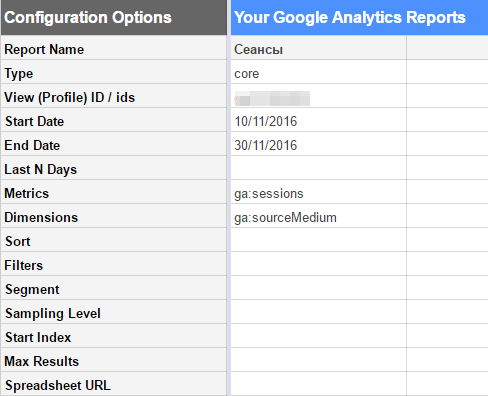 Configuration Options Your Google Analytics Reports
Report Name Сеансы
Type core
View (Profile) ID / ids
Start Date 10/11/2016
End Date 30/11/2016
Last N Days
Metrics ga:sessions
Dimensions ga:sourceMedium
Sort
Filters
Segment
Sampling Level
Start Index
Max Results
Spreadsheet URL